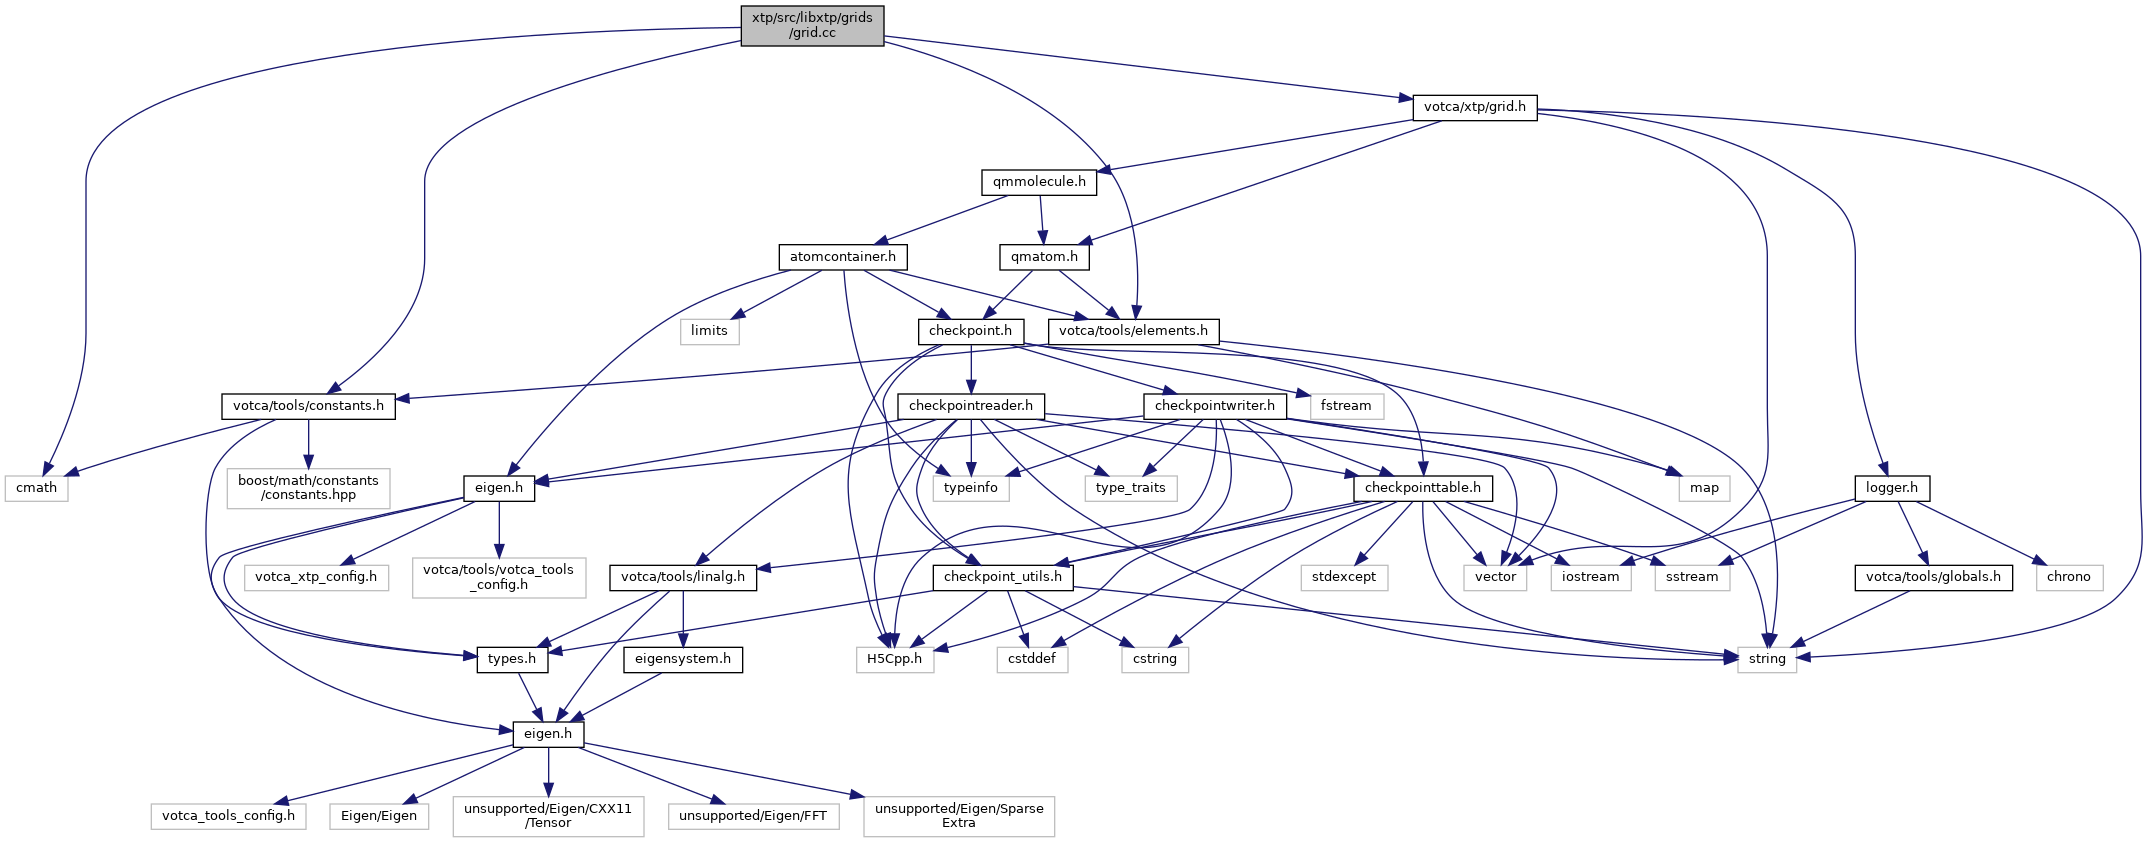 xtp/src/libxtp/grids
/grid.cc
votca/xtp/grid.h
qmmolecule.h
atomcontainer.h
qmatom.h
limits
checkpoint.h
votca/tools/elements.h
votca/tools/constants.h
checkpointreader.h
checkpointwriter.h
fstream
cmath
boost/math/constants
/constants.hpp
eigen.h
typeinfo
type_traits
checkpointtable.h
map
logger.h
votca_xtp_config.h
votca/tools/votca_tools
_config.h
votca/tools/linalg.h
checkpoint_utils.h
stdexcept
vector
iostream
sstream
votca/tools/globals.h
chrono
types.h
eigensystem.h
H5Cpp.h
cstddef
cstring
string
eigen.h
votca_tools_config.h
Eigen/Eigen
unsupported/Eigen/CXX11
/Tensor
unsupported/Eigen/FFT
unsupported/Eigen/Sparse
Extra